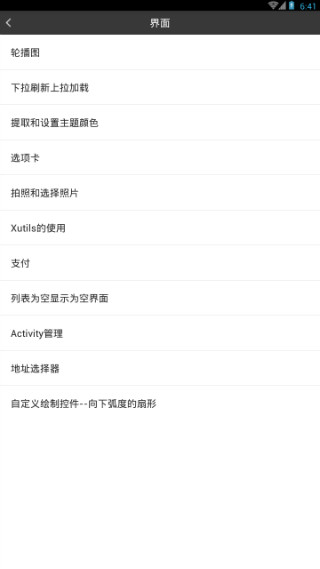 6:41
界面
轮播图
下拉刷新上拉加载
提取和设置主题颜色
选项卡
拍照和选择照片
Xutils的使用
支付
列表为空显示为空界面
Activity管理
地址选择器
自定义绘制控件--向下弧度的扇形